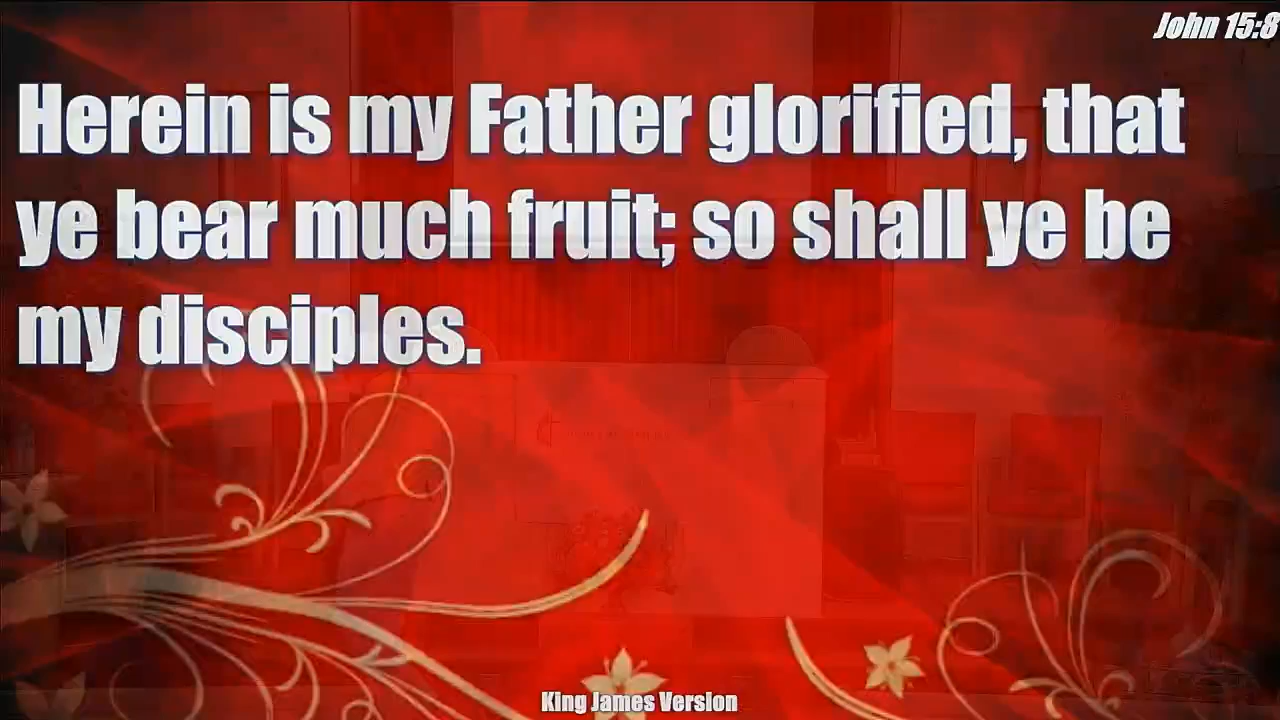 John 15:8
Herein is my Father glorified, that
ye bear much fruit; so shall ye be
my disciples.
King James Version